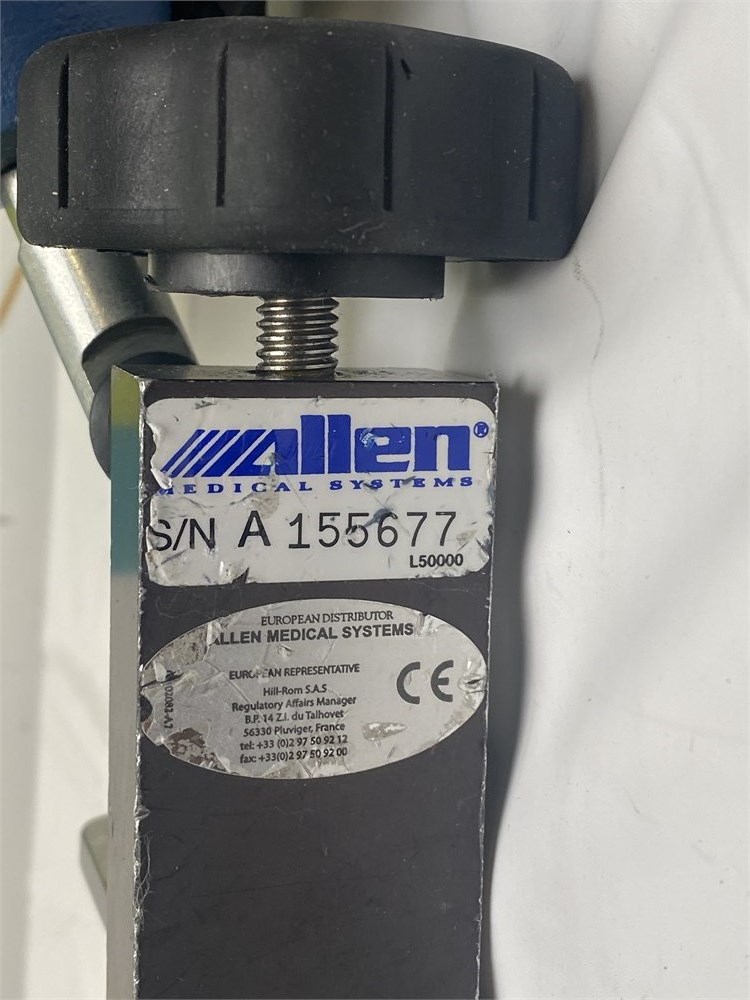 Allen®
MEDICAL SYSTEMS
S/N A 155677
L50000
EUROPEAN DISTRIBUTOR
ALLEN MEDICAL SYSTEMS
EUROPEAN REPRESENTATIVE
Hill-Rom S.A.S
Regulatory Affairs Manager
B.P. 14 Z.I. du Talhovet
56330 Pluviger, France
tel: +33 (0)2 97 50 92 12
fax: +33(0)2 97 50 92 00
CE